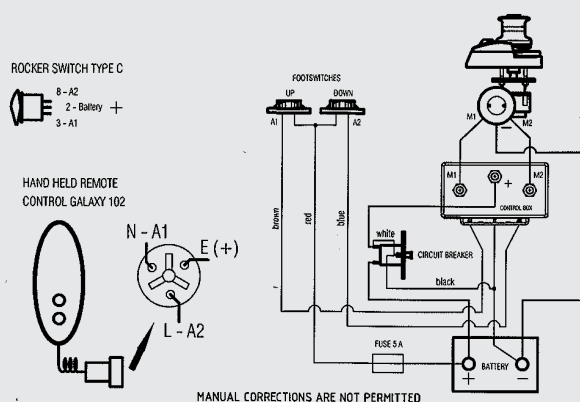 ROCKER SWITCH TYPE C
8 - A2
2 - Battery +
3 - A1
HAND HELD REMOTE
CONTROL GALAXY 102
N - A1
E (+)
L - A2
FOOTSWITCHES
UP DOWN
A1 A2
brown
red
blue
M1 M2
−
M1 + M2
CONTROL BOX
white
CIRCUIT BREAKER
black
FUSE 5 A
BATTERY
+ −
MANUAL CORRECTIONS ARE NOT PERMITTED